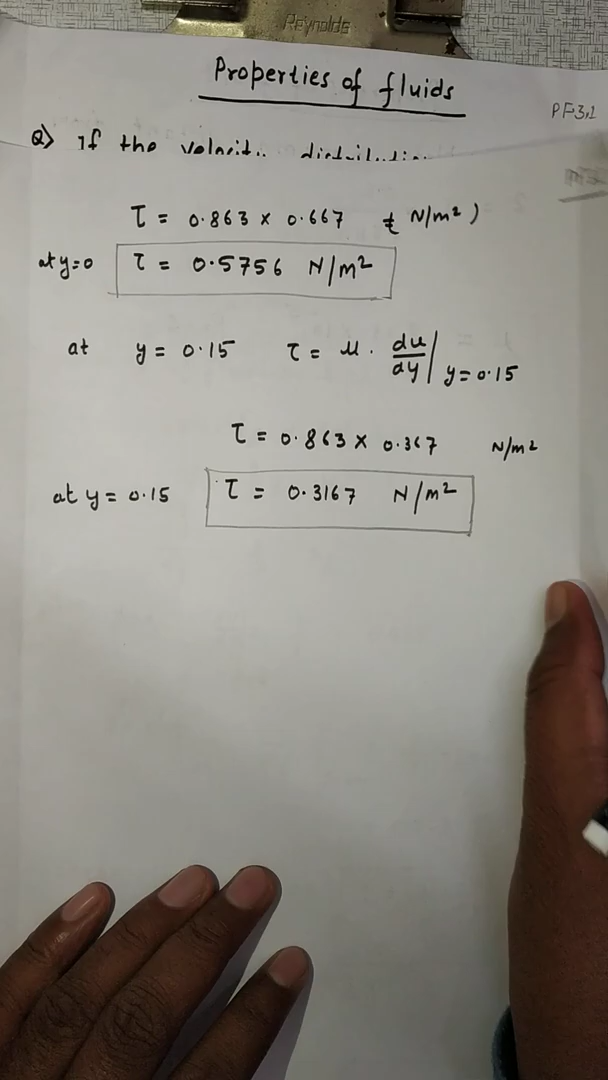 Reynolds
Properties of fluids
PF3.1
Q) If the
τ = 0.863 × 0.667 N/m²)
at y=0 τ = 0.5756 N/m²
at y = 0.15 τ = μ . du/dy | y=0.15
τ = 0.863 × 0.367 N/m²
at y = 0.15 τ = 0.3167 N/m²